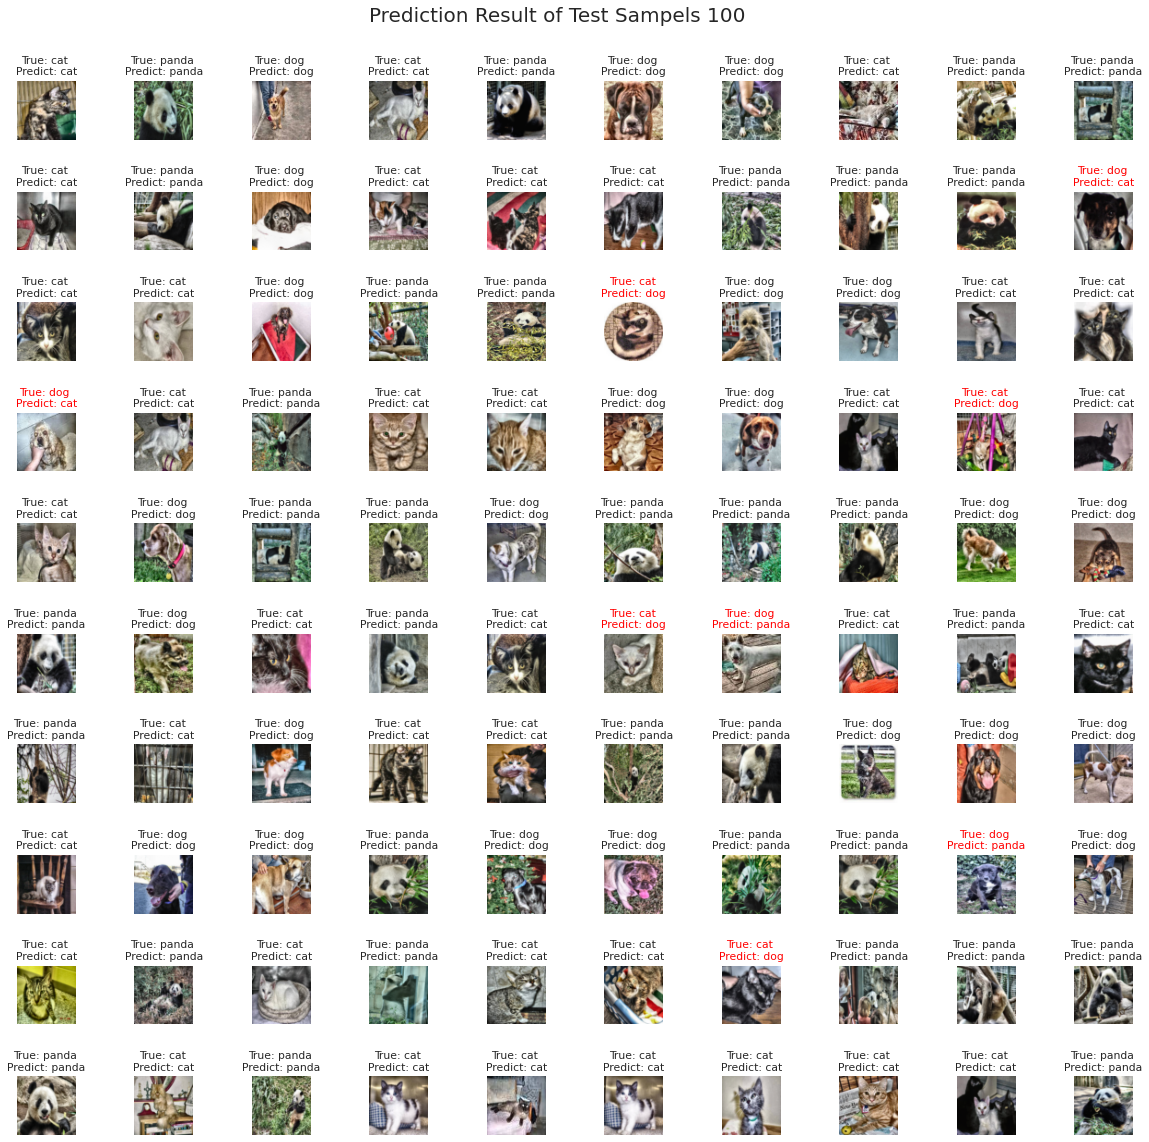 Prediction Result of Test Sampels 100
True: cat True: panda True: dog True: cat True: panda True: dog True: dog True: cat True: panda True: panda
Predict: cat Predict: panda Predict: dog Predict: cat Predict: panda Predict: dog Predict: dog Predict: cat Predict: panda Predict: panda
True: cat True: panda True: dog True: cat True: cat True: cat True: panda True: panda True: panda True: dog
Predict: cat Predict: panda Predict: dog Predict: cat Predict: cat Predict: cat Predict: panda Predict: panda Predict: panda Predict: cat
True: cat True: cat True: dog True: panda True: panda True: cat True: dog True: dog True: cat True: cat
Predict: cat Predict: cat Predict: dog Predict: panda Predict: panda Predict: dog Predict: dog Predict: dog Predict: cat Predict: cat
True: dog True: cat True: panda True: cat True: cat True: dog True: dog True: cat True: cat True: cat
Predict: cat Predict: cat Predict: panda Predict: cat Predict: cat Predict: dog Predict: dog Predict: cat Predict: dog Predict: cat
True: cat True: dog True: panda True: panda True: dog True: panda True: panda True: panda True: dog True: dog
Predict: cat Predict: dog Predict: panda Predict: panda Predict: dog Predict: panda Predict: panda Predict: panda Predict: dog Predict: dog
True: panda True: dog True: cat True: panda True: cat True: cat True: dog True: cat True: panda True: cat
Predict: panda Predict: dog Predict: cat Predict: panda Predict: cat Predict: dog Predict: panda Predict: cat Predict: panda Predict: cat
True: panda True: cat True: dog True: cat True: cat True: panda True: panda True: dog True: dog True: dog
Predict: panda Predict: cat Predict: dog Predict: cat Predict: cat Predict: panda Predict: panda Predict: dog Predict: dog Predict: dog
True: cat True: dog True: dog True: panda True: dog True: dog True: panda True: panda True: dog True: dog
Predict: cat Predict: dog Predict: dog Predict: panda Predict: dog Predict: dog Predict: panda Predict: panda Predict: panda Predict: dog
True: cat True: panda True: cat True: panda True: cat True: cat True: cat True: panda True: panda True: panda
Predict: cat Predict: panda Predict: cat Predict: panda Predict: cat Predict: cat Predict: dog Predict: panda Predict: panda Predict: panda
True: panda True: cat True: panda True: cat True: cat True: cat True: cat True: cat True: cat True: panda
Predict: panda Predict: cat Predict: panda Predict: cat Predict: cat Predict: cat Predict: cat Predict: cat Predict: cat Predict: panda